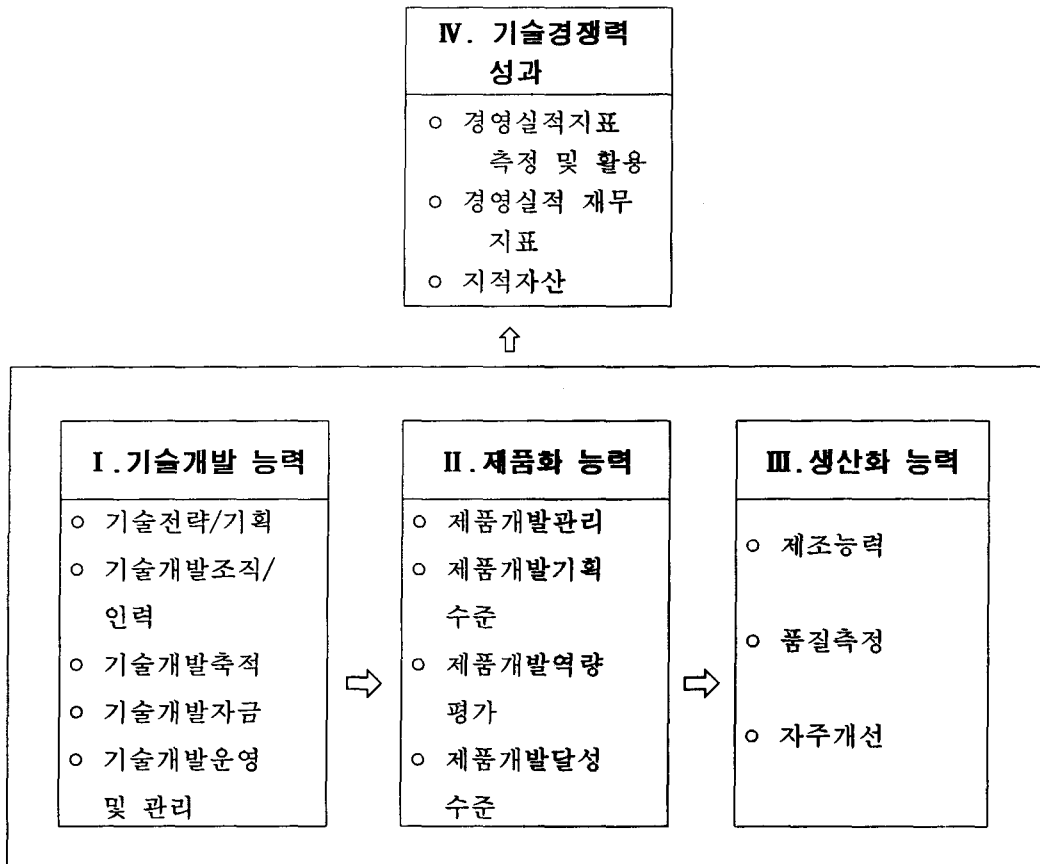 Ⅳ. 기술경쟁력
성과
○ 경영실적지표
측정 및 활용
○ 경영실적 재무
지표
○ 지적자산
Ⅰ.기술개발 능력
○ 기술전략/기획
○ 기술개발조직/
인력
○ 기술개발축적
○ 기술개발자금
○ 기술개발운영
및 관리
Ⅱ.제품화 능력
○ 제품개발관리
○ 제품개발기획
수준
○ 제품개발역량
평가
○ 제품개발달성
수준
Ⅲ.생산화 능력
○ 제조능력
○ 품질측정
○ 자주개선